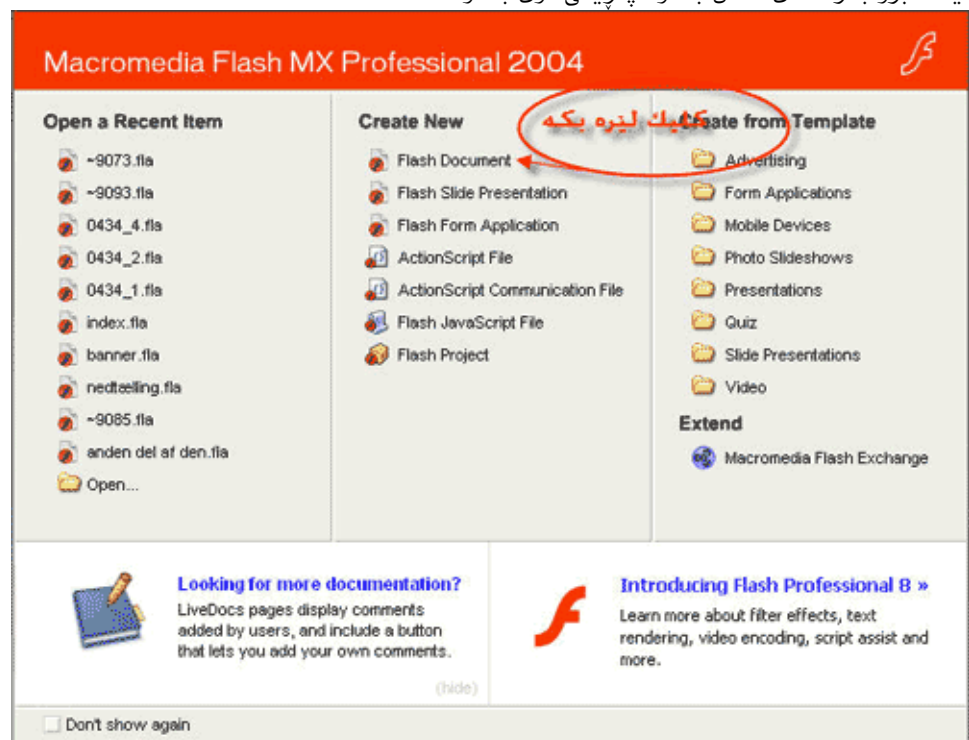 Macromedia Flash MX Professional 2004
Open a Recent Item
~9073.fla
~9093.fla
0434_4.fla
0434_2.fla
0434_1.fla
index.fla
banner.fla
nedtælling.fla
~9085.fla
anden del af den.fla
Open...
Create New
Flash Document
Flash Slide Presentation
Flash Form Application
ActionScript File
ActionScript Communication File
Flash JavaScript File
Flash Project
كلیك لێره بكه
Create from Template
Advertising
Form Applications
Mobile Devices
Photo Slideshows
Presentations
Quiz
Slide Presentations
Video
Extend
Macromedia Flash Exchange
Looking for more documentation?
LiveDocs pages display comments
added by users, and include a button
that lets you add your own comments.
(hide)
Introducing Flash Professional 8 »
Learn more about filter effects, text
rendering, video encoding, script assist and
more.
Don't show again